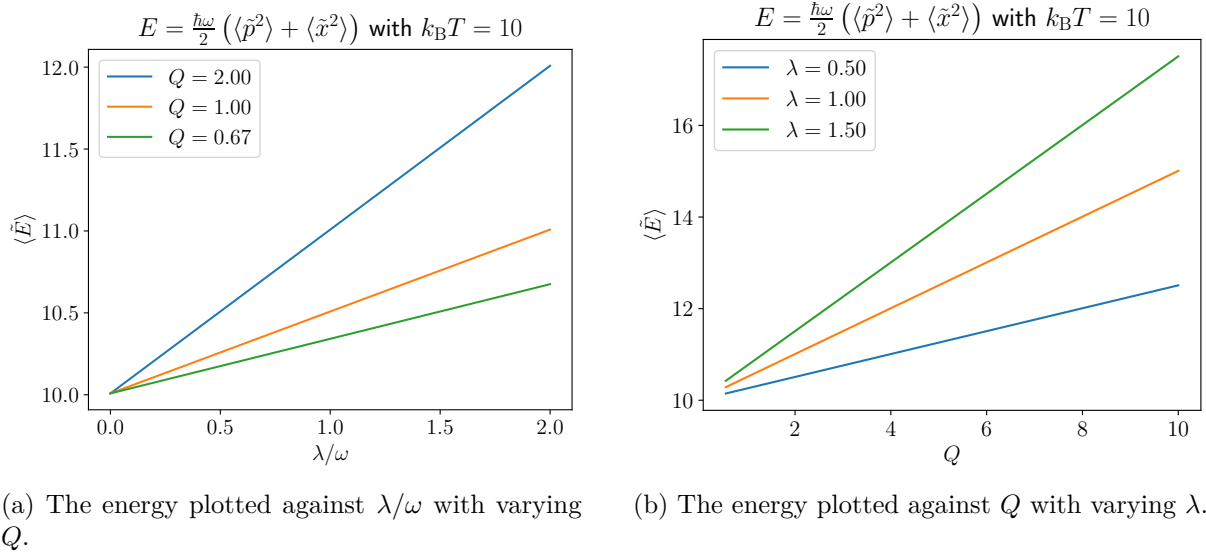 E = ħω/2 (⟨p̃²⟩ + ⟨x̃²⟩) with k_B T = 10
Q = 2.00
Q = 1.00
Q = 0.67
12.0
11.5
11.0
10.5
10.0
⟨Ẽ⟩
0.0 0.5 1.0 1.5 2.0
λ/ω
(a) The energy plotted against λ/ω with varying
Q.
E = ħω/2 (⟨p̃²⟩ + ⟨x̃²⟩) with k_B T = 10
λ = 0.50
λ = 1.00
λ = 1.50
16
14
12
10
⟨Ẽ⟩
2 4 6 8 10
Q
(b) The energy plotted against Q with varying λ.